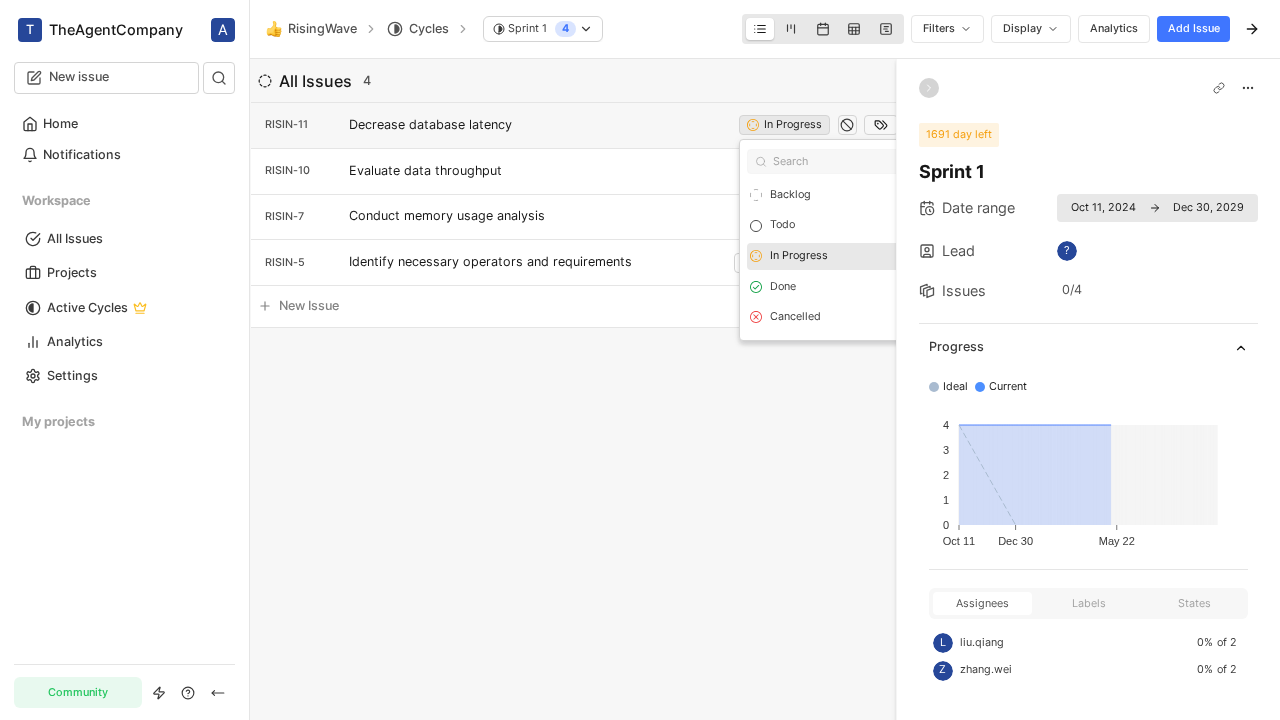 T TheAgentCompany A
New issue
Home
Notifications
Workspace
All Issues
Projects
Active Cycles
Analytics
Settings
My projects
Community
👍 RisingWave Cycles Sprint 1 4
Filters Display Analytics Add Issue
All Issues 4
RISIN-11 Decrease database latency In Progress
RISIN-10 Evaluate data throughput
RISIN-7 Conduct memory usage analysis
RISIN-5 Identify necessary operators and requirements
New Issue
Search
Backlog
Todo
In Progress
Done
Cancelled
1691 day left
Sprint 1
Date range Oct 11, 2024 → Dec 30, 2029
Lead ?
Issues 0/4
Progress
Ideal Current
4
3
2
1
0
Oct 11 Dec 30 May 22
Assignees Labels States
L liu.qiang 0% of 2
Z zhang.wei 0% of 2